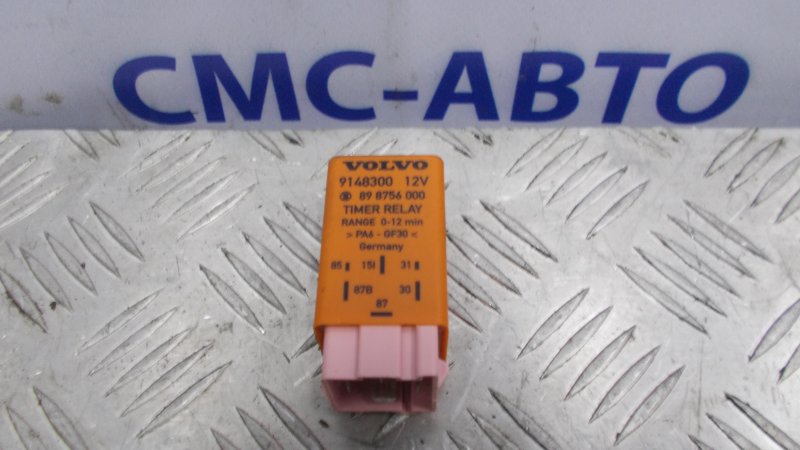 СМС-АВТО
VOLVO
9148300 12V
89 8756 000
TIMER RELAY
RANGE 0-12 min
> PA6 - GF30 <
Germany
85 15I 31
87B 30
87